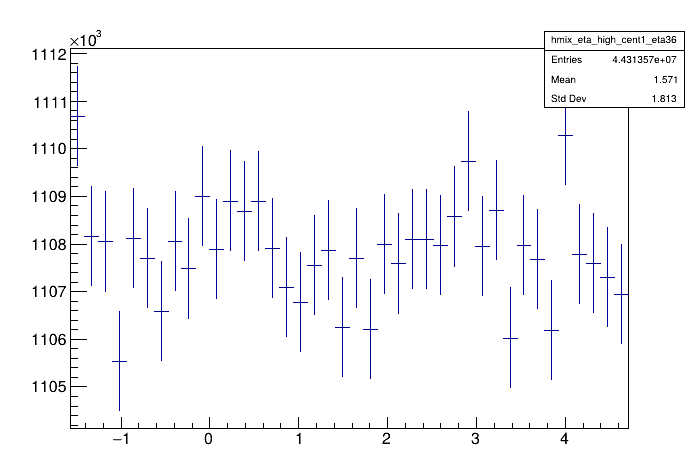 ×10³
hmix_eta_high_cent1_eta36
Entries 4.431357e+07
Mean 1.571
Std Dev 1.813
1112
1111
1110
1109
1108
1107
1106
1105
−1 0 1 2 3 4